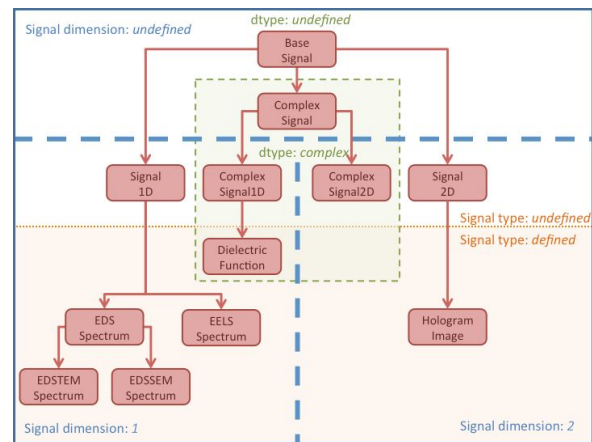 dtype: undefined
Signal dimension: undefined
Base
Signal
Complex
Signal
dtype: complex
Signal
1D
Complex
Signal1D
Complex
Signal2D
Signal
2D
Signal type: undefined
Signal type: defined
Dielectric
Function
EDS
Spectrum
EELS
Spectrum
Hologram
Image
EDSTEM
Spectrum
EDSSEM
Spectrum
Signal dimension: 1
Signal dimension: 2